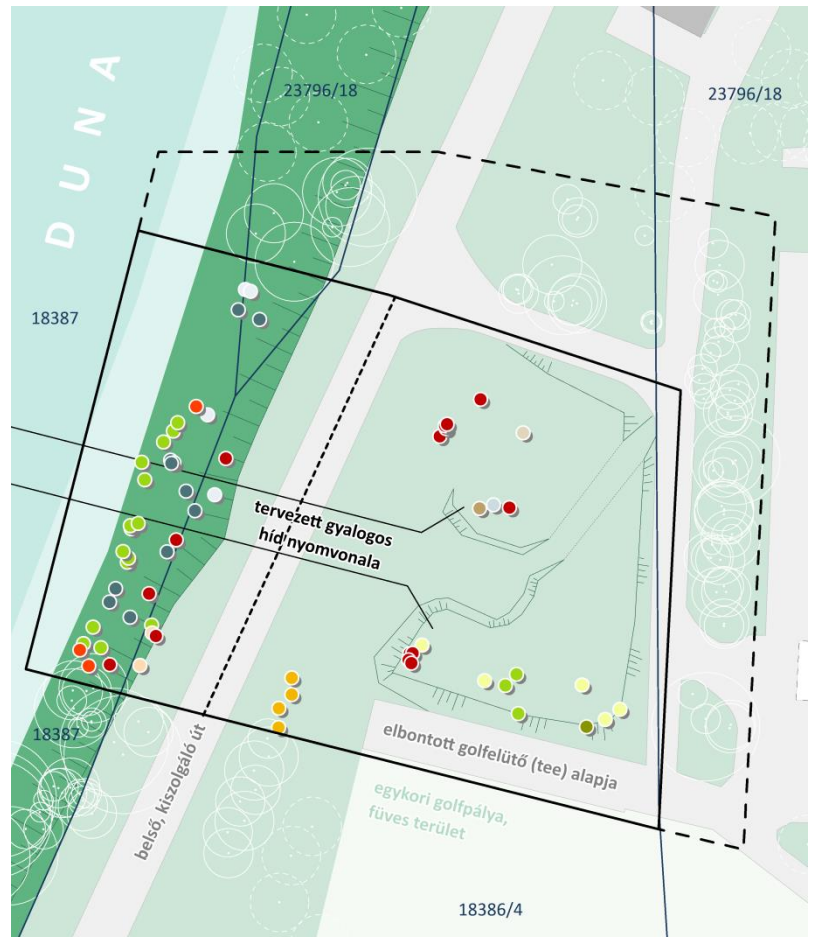 DUNA
23796/18
23796/18
18387
tervezett gyalogos
híd nyomvonala
18387
belső, kiszolgáló út
elbontott golfelütő (tee) alapja
egykori golfpálya,
füves terület
18386/4